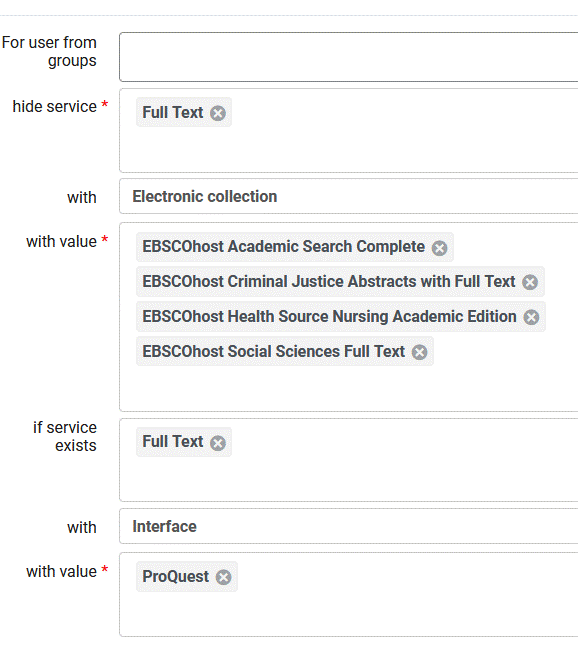 For user from
groups
hide service *
Full Text
with
Electronic collection
with value *
EBSCOhost Academic Search Complete
EBSCOhost Criminal Justice Abstracts with Full Text
EBSCOhost Health Source Nursing Academic Edition
EBSCOhost Social Sciences Full Text
if service
exists
Full Text
with
Interface
with value *
ProQuest